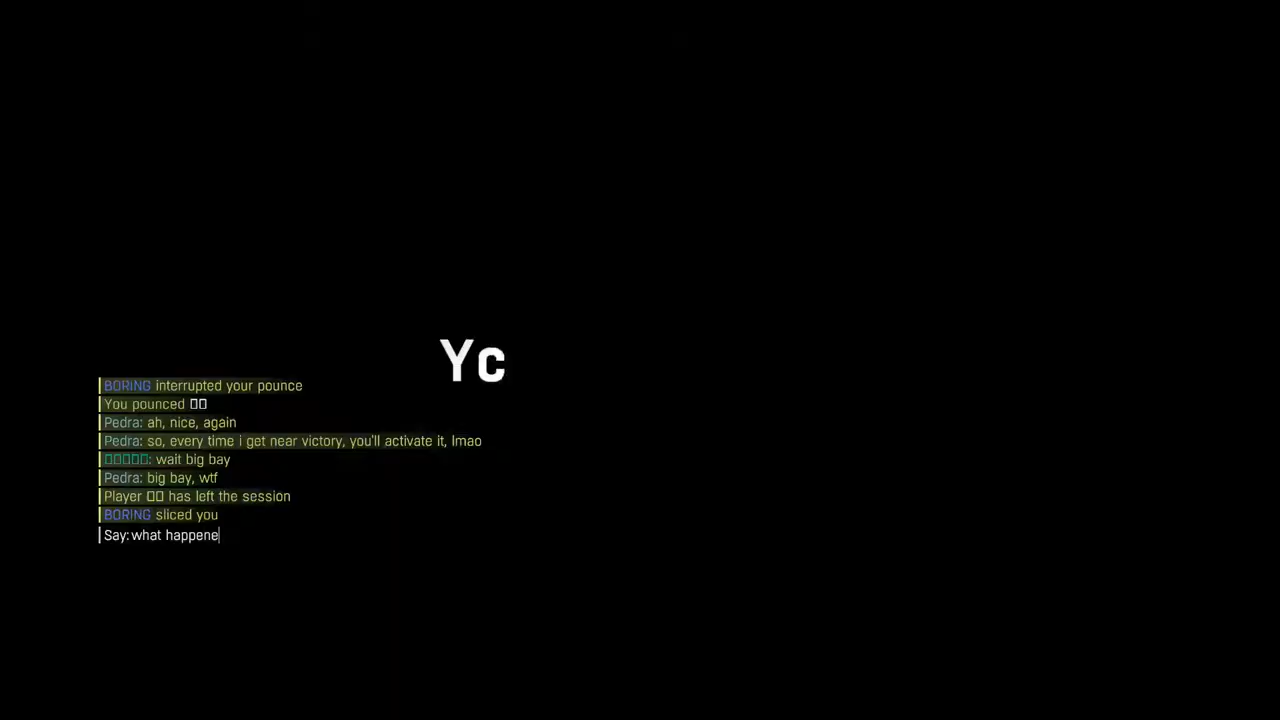 Yc
BORING interrupted your pounce
You pounced □□
Pedra: ah, nice, again
Pedra: so, every time i get near victory, you'll activate it, lmao
□□□□□: wait big bay
Pedra: big bay, wtf
Player □□ has left the session
BORING sliced you
Say: what happene